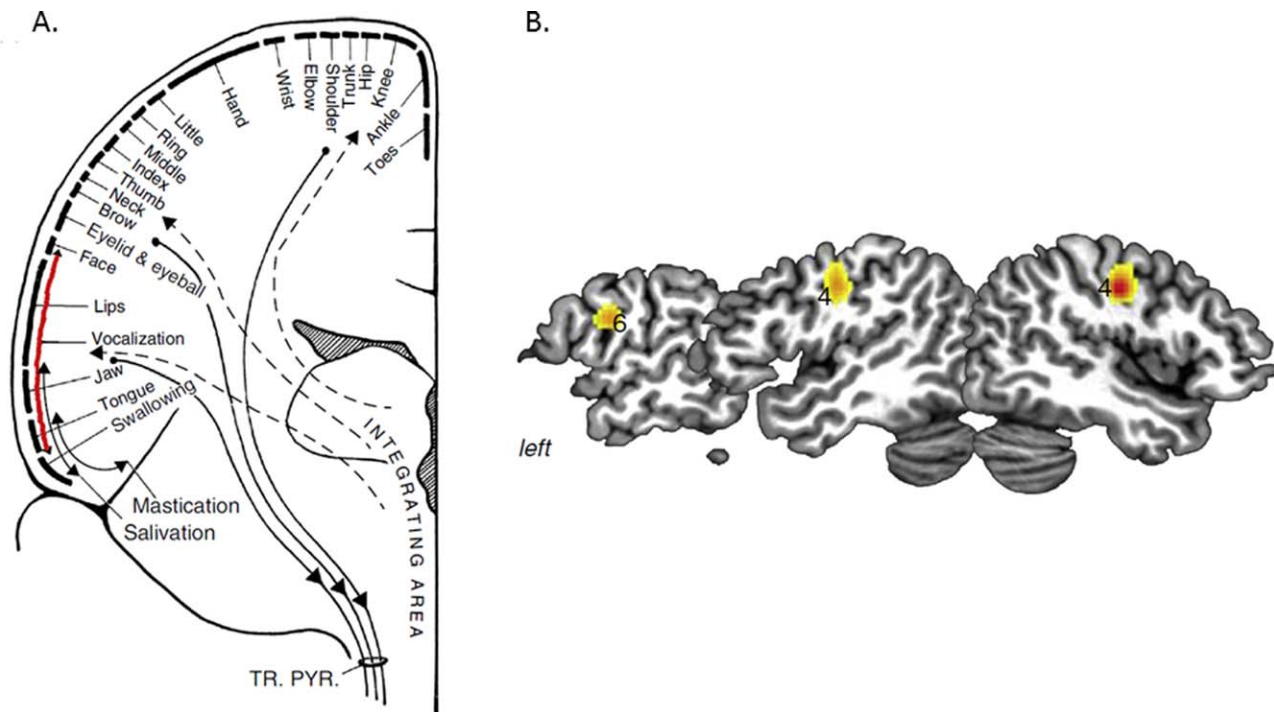 A.
B.
Toes
Ankle
Knee
Hip
Trunk
Shoulder
Elbow
Wrist
Hand
Little
Ring
Middle
Index
Thumb
Neck
Brow
Eyelid & eyeball
Face
Lips
Vocalization
Jaw
Tongue
Swallowing
Mastication
Salivation
INTEGRATING AREA
TR. PYR.
6
4
4
left